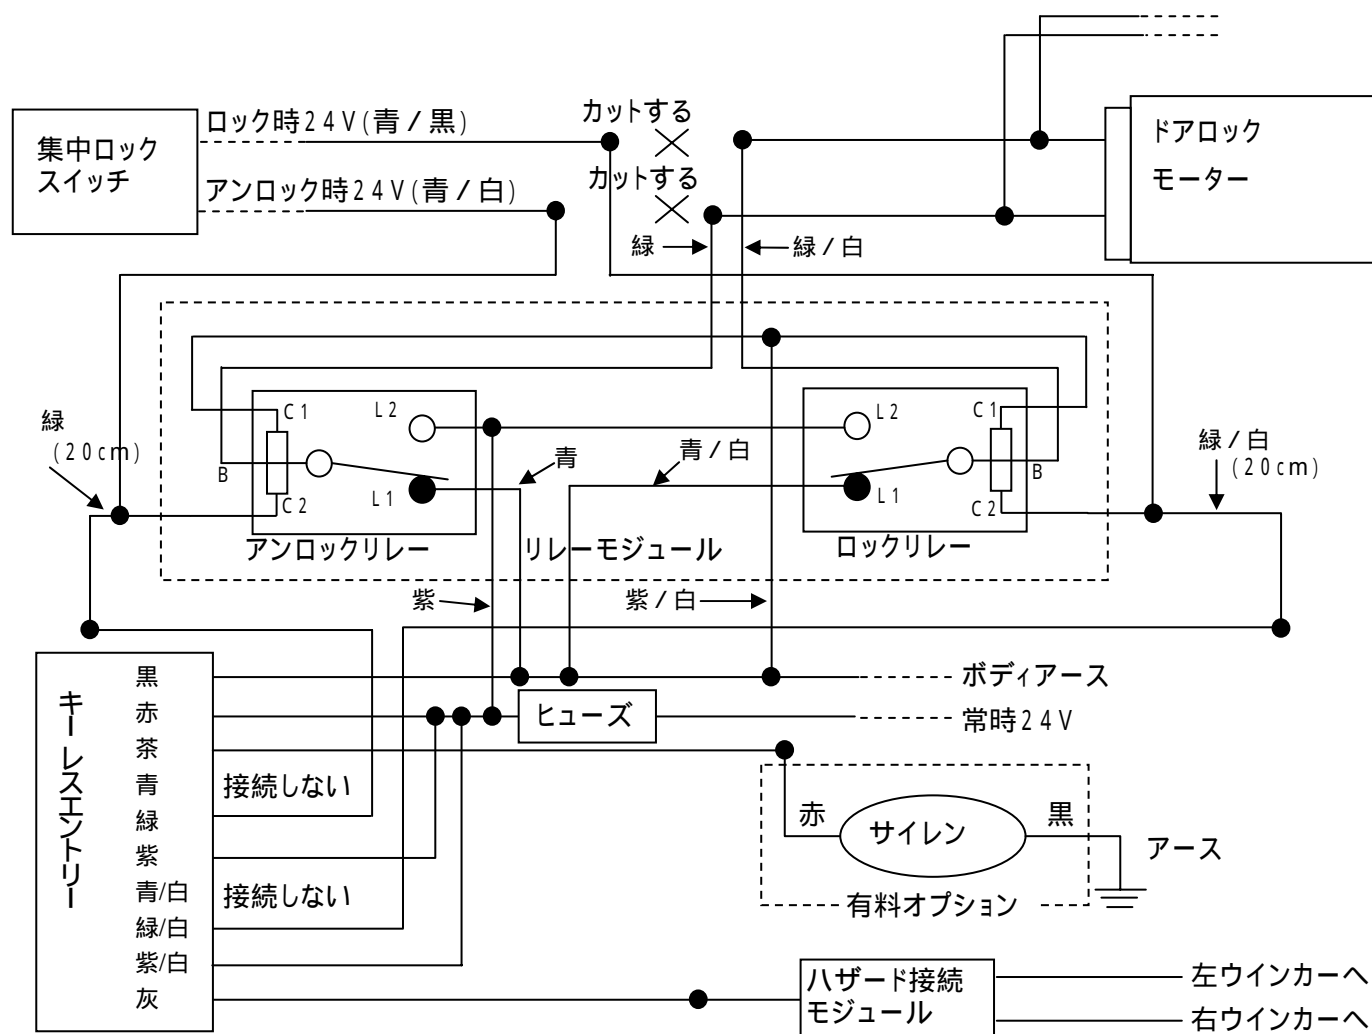 集中ロック
スイッチ
ロック時24V(青/黒)
アンロック時24V(青/白)
カットする
カットする
緑
緑/白
ドアロック
モーター
緑
(20cm)
C1
L2
B
C2
L1
アンロックリレー
青
リレーモジュール
青/白
L2
C1
B
L1
C2
ロックリレー
緑/白
(20cm)
紫
紫/白
キーレスエントリー
黒
赤
茶
青
接続しない
緑
紫
青/白
接続しない
緑/白
紫/白
灰
ボディアース
ヒューズ
常時24V
赤
サイレン
黒
アース
有料オプション
ハザード接続
モジュール
左ウインカーへ
右ウインカーへ